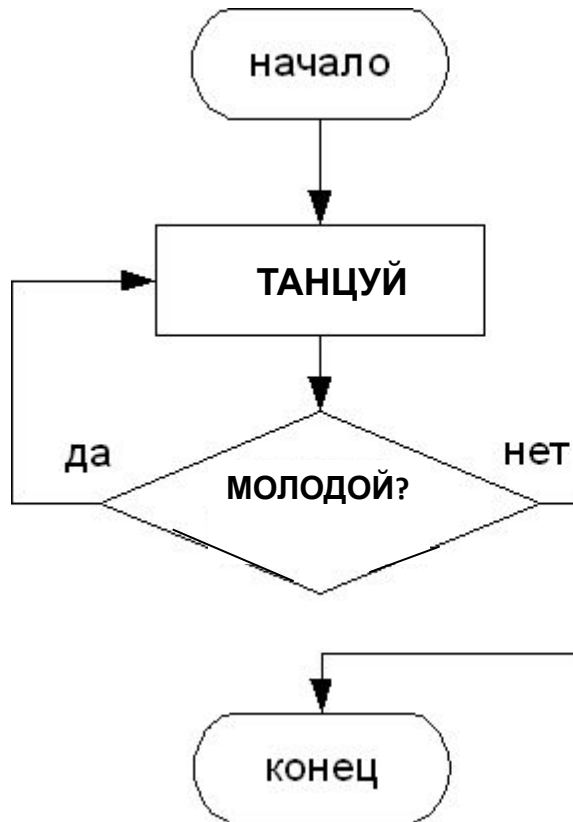 начало
ТАНЦУЙ
да
нет
МОЛОДОЙ?
конец